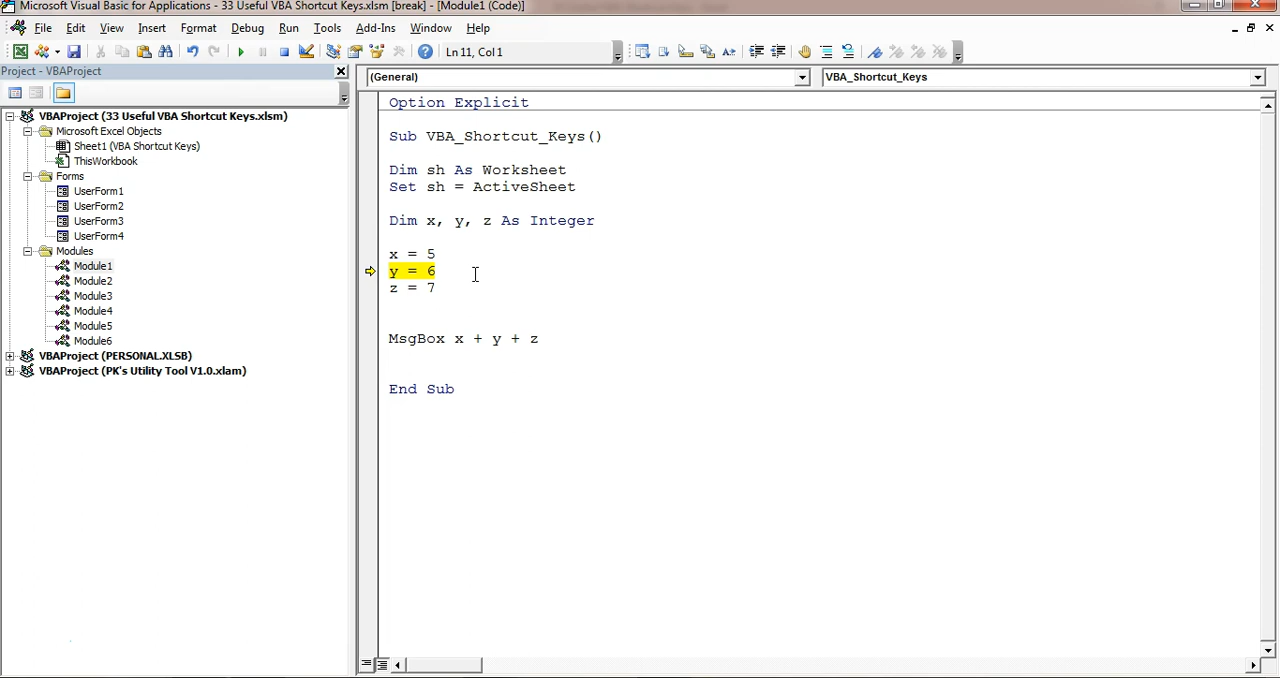 Microsoft Visual Basic for Applications - 33 Useful VBA Shortcut Keys.xlsm [break] - [Module1 (Code)]
File Edit View Insert Format Debug Run Tools Add-Ins Window Help
Ln 11, Col 1
Project - VBAProject
(General) VBA_Shortcut_Keys
VBAProject (33 Useful VBA Shortcut Keys.xlsm)
Microsoft Excel Objects
Sheet1 (VBA Shortcut Keys)
ThisWorkbook
Forms
UserForm1
UserForm2
UserForm3
UserForm4
Modules
Module1
Module2
Module3
Module4
Module5
Module6
VBAProject (PERSONAL.XLSB)
VBAProject (PK's Utility Tool V1.0.xlam)
Option Explicit
Sub VBA_Shortcut_Keys()
Dim sh As Worksheet
Set sh = ActiveSheet
Dim x, y, z As Integer
x = 5
y = 6
z = 7
MsgBox x + y + z
End Sub